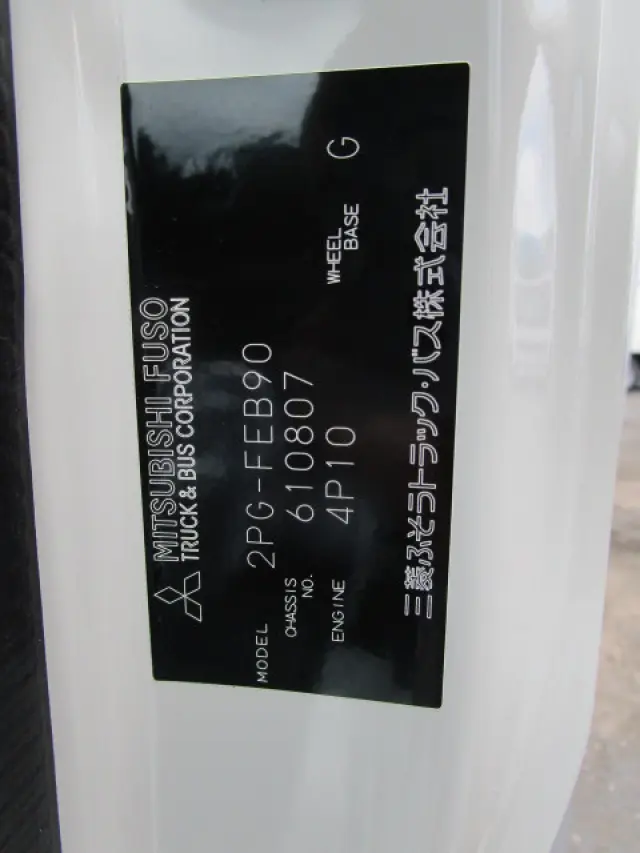 MITSUBISHI FUSO
TRUCK & BUS CORPORATION
MODEL 2PG-FEB90
CHASSIS NO. 610807
ENGINE 4P10 WHEEL BASE G
三菱ふそうトラック・バス株式会社